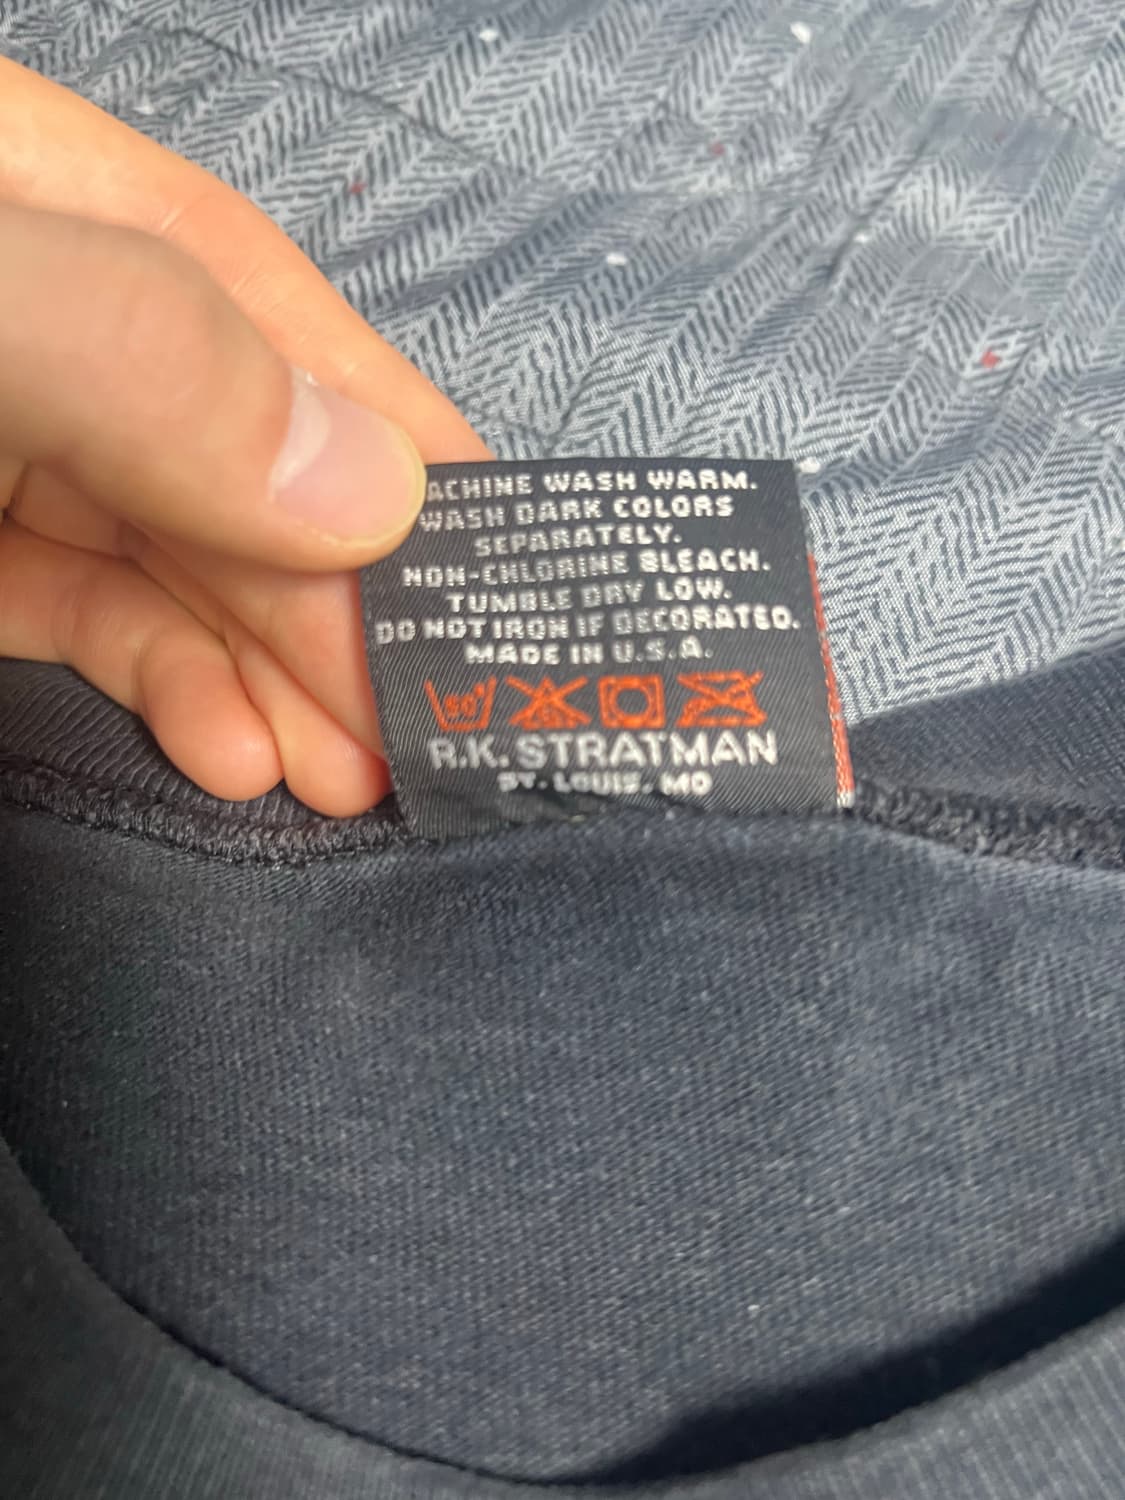 ACHINE WASH WARM.
WASH DARK COLORS
SEPARATELY.
NON-CHLORINE BLEACH.
TUMBLE DRY LOW.
DO NOT IRON IF DECORATED.
MADE IN U.S.A.
R.K. STRATMAN
ST. LOUIS, MO